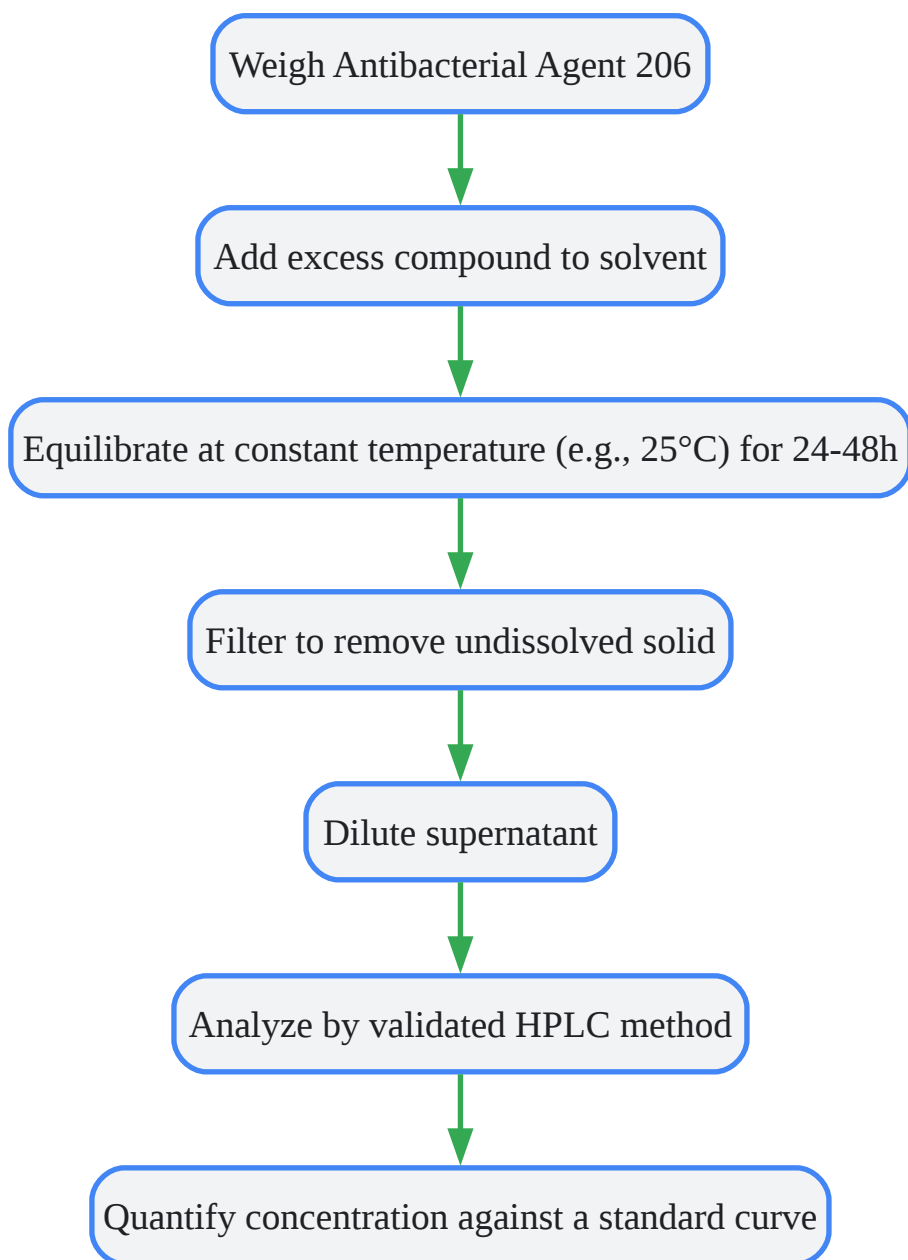 Weigh Antibacterial Agent 206
Add excess compound to solvent
Equilibrate at constant temperature (e.g., 25°C) for 24-48h
Filter to remove undissolved solid
Dilute supernatant
Analyze by validated HPLC method
Quantify concentration against a standard curve